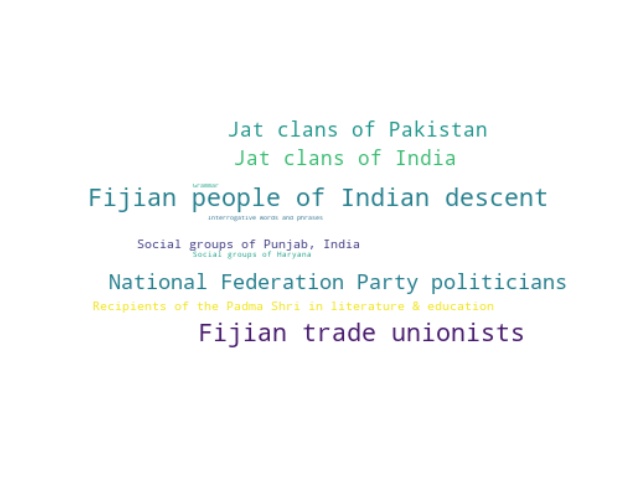 Jat clans of Pakistan
Jat clans of India
Grammar
Fijian people of Indian descent
Interrogative words and phrases
Social groups of Punjab, India
Social groups of Haryana
National Federation Party politicians
Recipients of the Padma Shri in literature & education
Fijian trade unionists